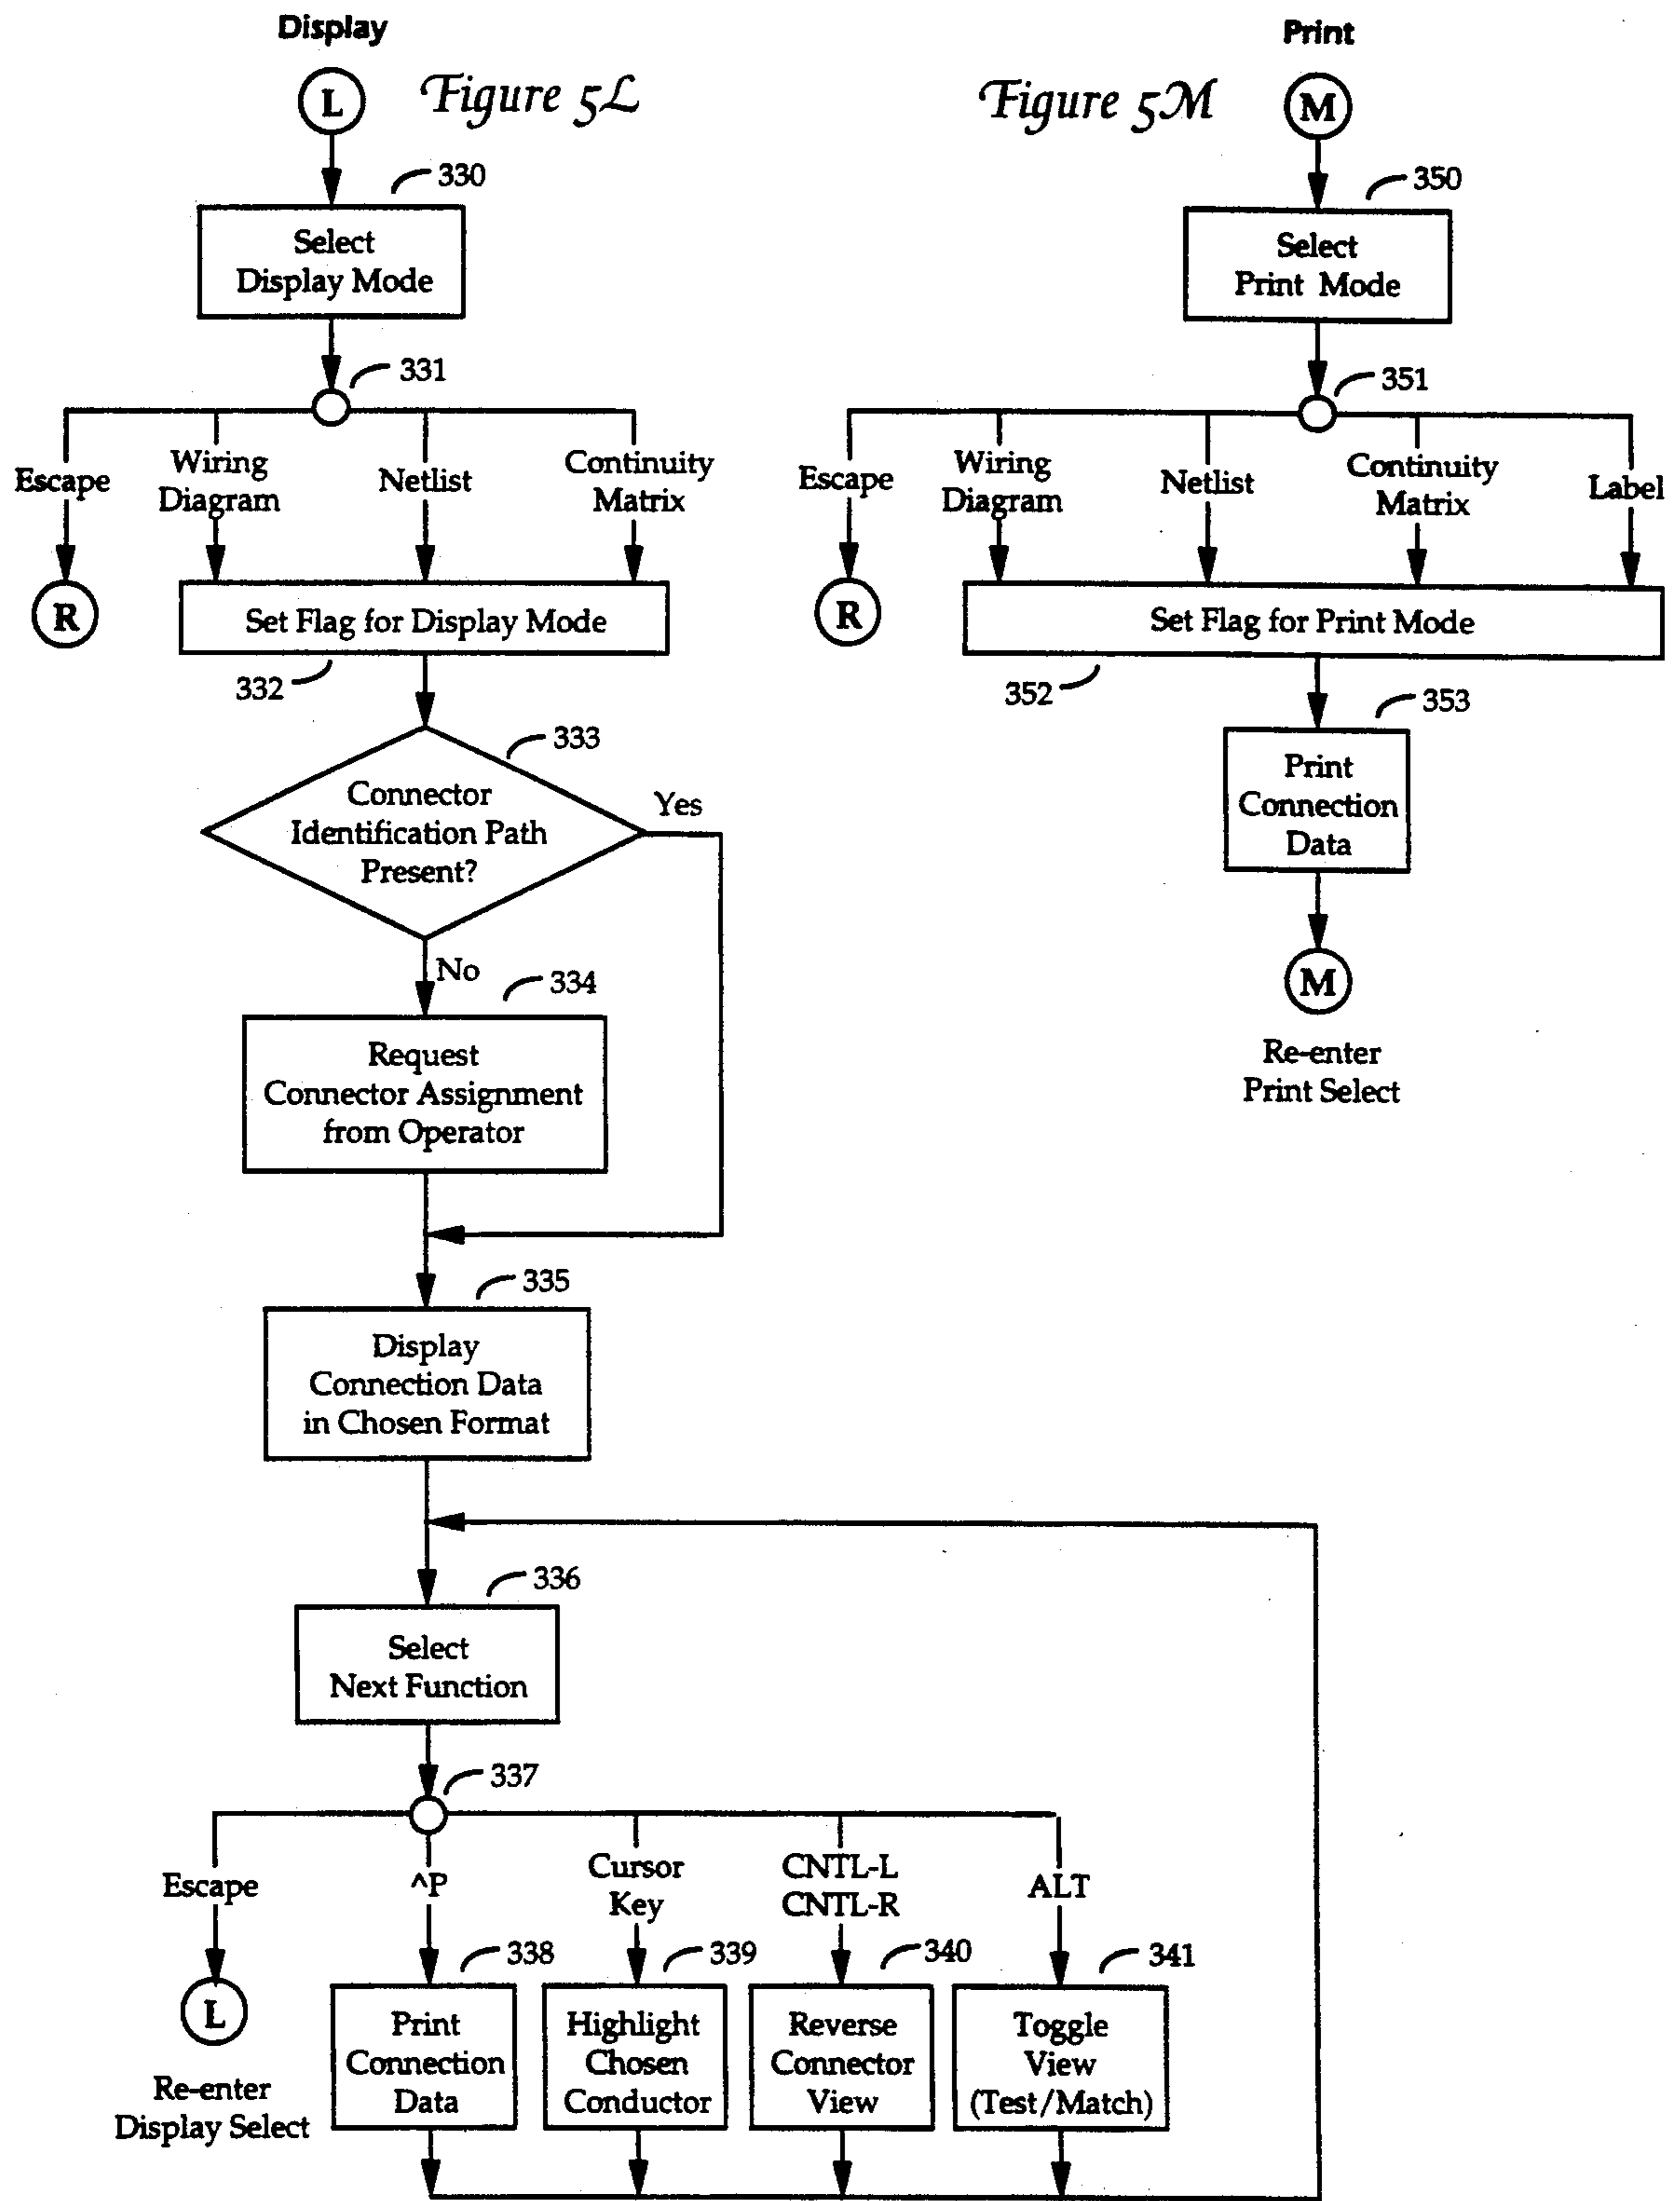 Display
L
Figure 5L
330
Select
Display Mode
331
Escape
Wiring
Diagram
Netlist
Continuity
Matrix
R
Set Flag for Display Mode
332
333
Connector
Identification Path
Present?
Yes
No
334
Request
Connector Assignment
from Operator
335
Display
Connection Data
in Chosen Format
336
Select
Next Function
337
Escape
^P
Cursor
Key
CNTL-L
CNTL-R
ALT
L
Re-enter
Display Select
338
Print
Connection
Data
339
Highlight
Chosen
Conductor
340
Reverse
Connector
View
341
Toggle
View
(Test/Match)
Print
Figure 5M
M
350
Select
Print Mode
351
Escape
Wiring
Diagram
Netlist
Continuity
Matrix
Label
R
Set Flag for Print Mode
352
353
Print
Connection
Data
M
Re-enter
Print Select